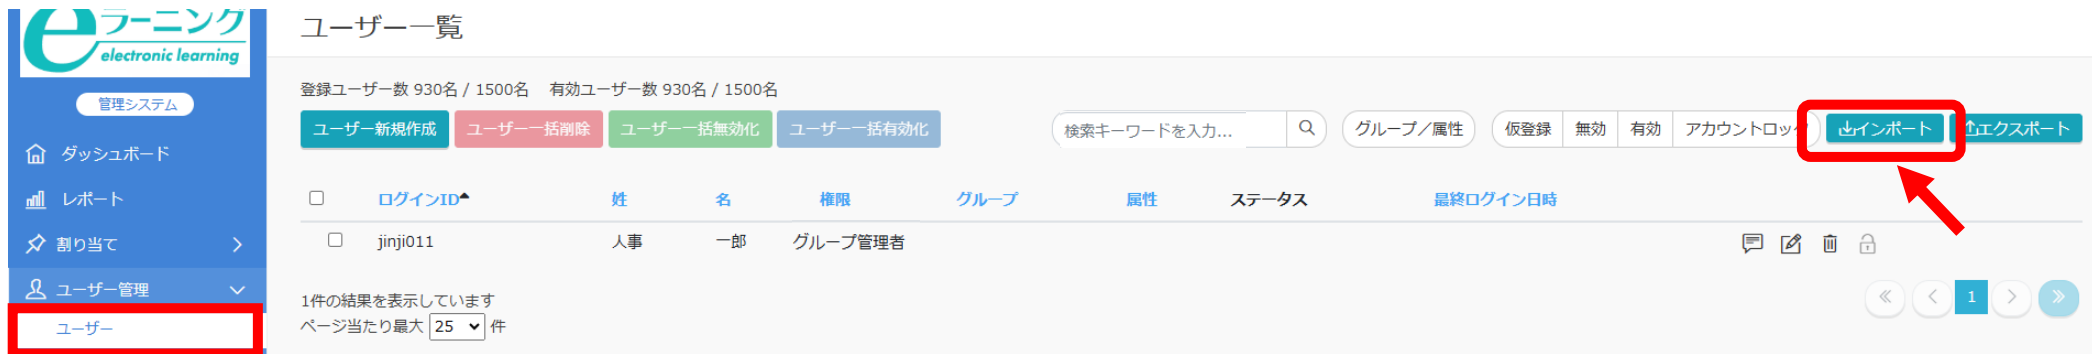 eラーニング
electronic learning
管理システム
ダッシュボード
レポート
割り当て
ユーザー管理
ユーザー
ユーザー一覧
登録ユーザー数 930名 / 1500名 有効ユーザー数 930名 / 1500名
ユーザー新規作成 ユーザー一括削除 ユーザー一括無効化 ユーザー一括有効化 検索キーワードを入力... グループ／属性 仮登録 無効 有効 アカウントロック インポート エクスポート
ログインID 姓 名 権限 グループ 属性 ステータス 最終ログイン日時
jinji011 人事 一郎 グループ管理者
1件の結果を表示しています
ページ当たり最大 25 件
« < 1 > »